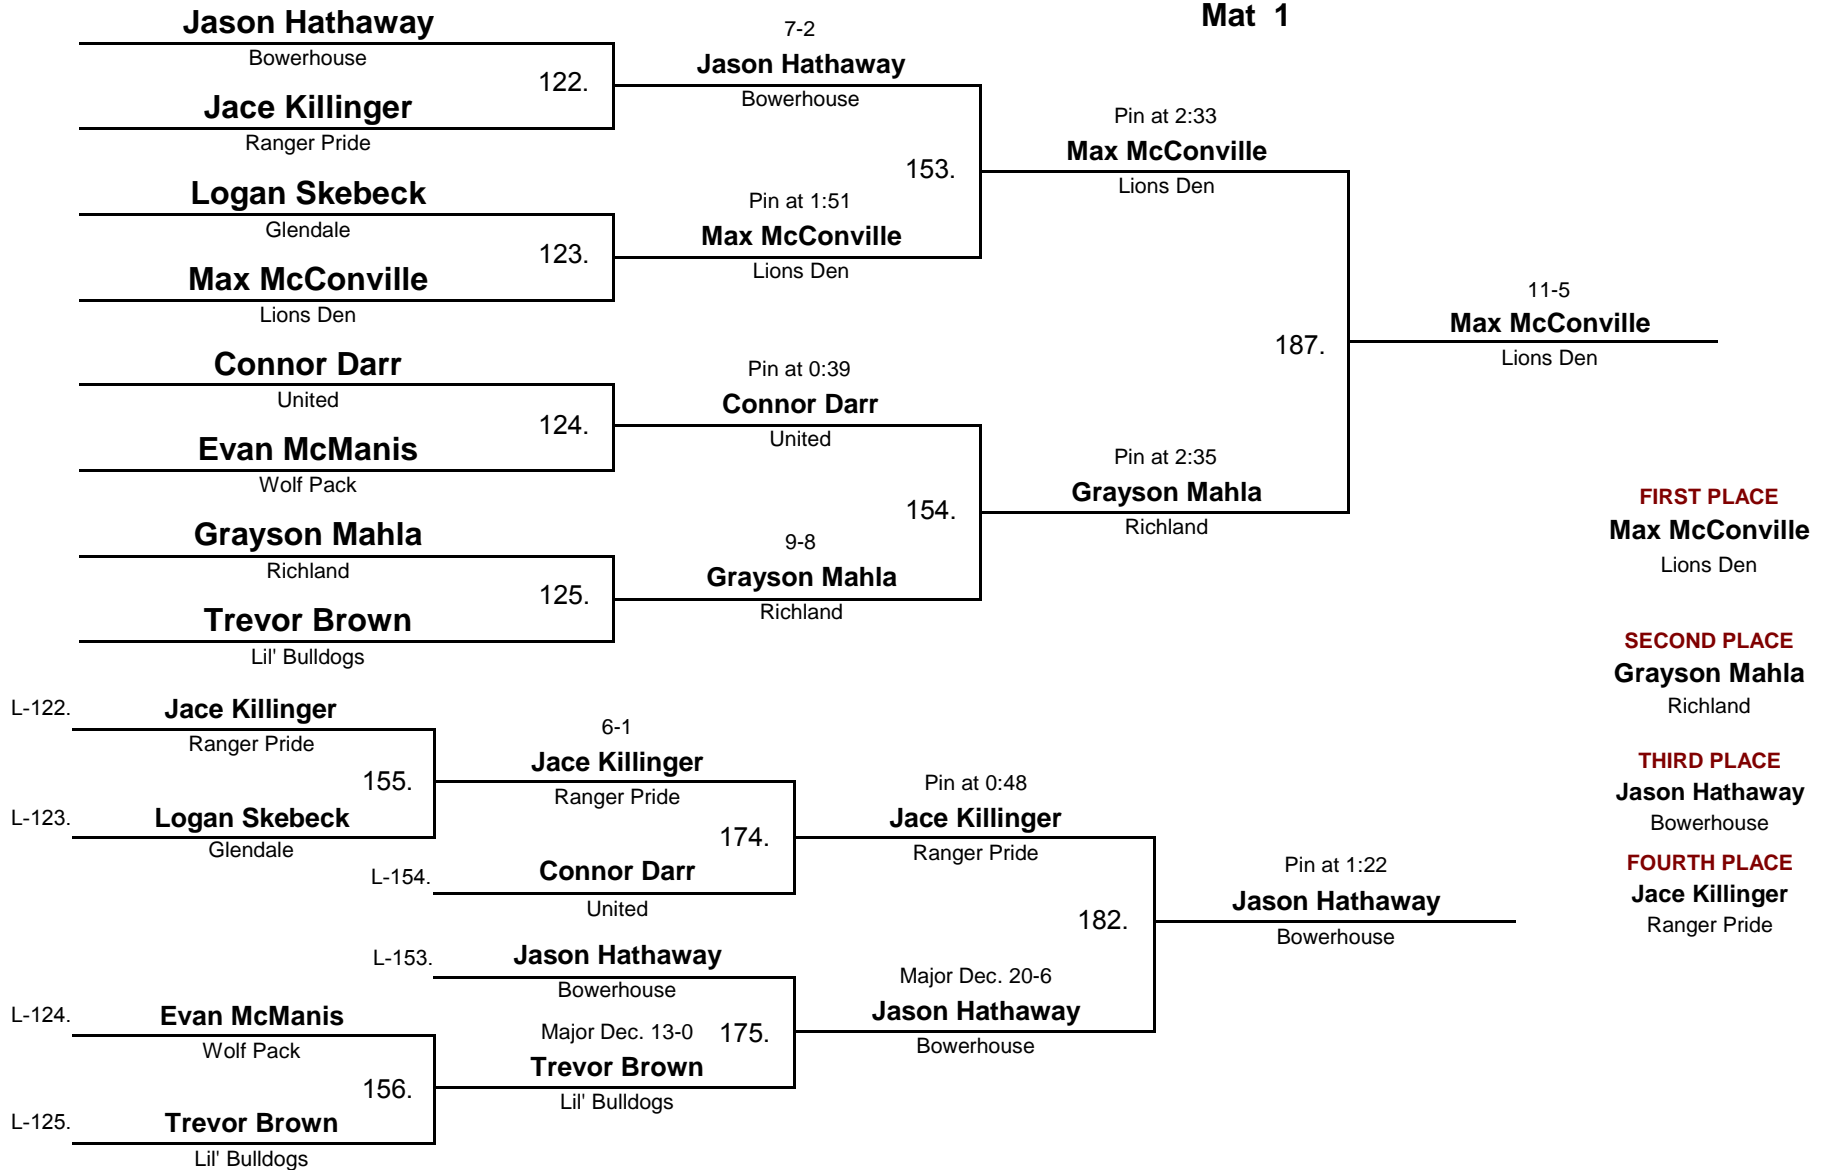 Mat 1
Jason Hathaway
Bowerhouse
122.
Jace Killinger
Ranger Pride
Logan Skebeck
Glendale
123.
Max McConville
Lions Den
Connor Darr
United
124.
Evan McManis
Wolf Pack
Grayson Mahla
Richland
125.
Trevor Brown
Lil' Bulldogs
7-2
Jason Hathaway
Bowerhouse
153.
Pin at 1:51
Max McConville
Lions Den
Pin at 0:39
Connor Darr
United
154.
9-8
Grayson Mahla
Richland
Pin at 2:33
Max McConville
Lions Den
187.
Pin at 2:35
Grayson Mahla
Richland
11-5
Max McConville
Lions Den
L-122.
Jace Killinger
Ranger Pride
155.
L-123.
Logan Skebeck
Glendale
6-1
Jace Killinger
Ranger Pride
174.
L-154.
Connor Darr
United
L-153.
Jason Hathaway
Bowerhouse
175.
Major Dec. 13-0
Trevor Brown
Lil' Bulldogs
L-124.
Evan McManis
Wolf Pack
156.
L-125.
Trevor Brown
Lil' Bulldogs
Pin at 0:48
Jace Killinger
Ranger Pride
182.
Major Dec. 20-6
Jason Hathaway
Bowerhouse
Pin at 1:22
Jason Hathaway
Bowerhouse
FIRST PLACE
Max McConville
Lions Den
SECOND PLACE
Grayson Mahla
Richland
THIRD PLACE
Jason Hathaway
Bowerhouse
FOURTH PLACE
Jace Killinger
Ranger Pride